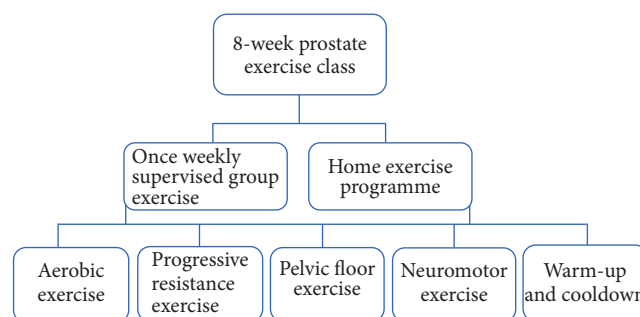 8-week prostate
exercise class
Once weekly
supervised group
exercise
Home exercise
programme
Aerobic
exercise
Progressive
resistance
exercise
Pelvic floor
exercise
Neuromotor
exercise
Warm-up
and cooldown